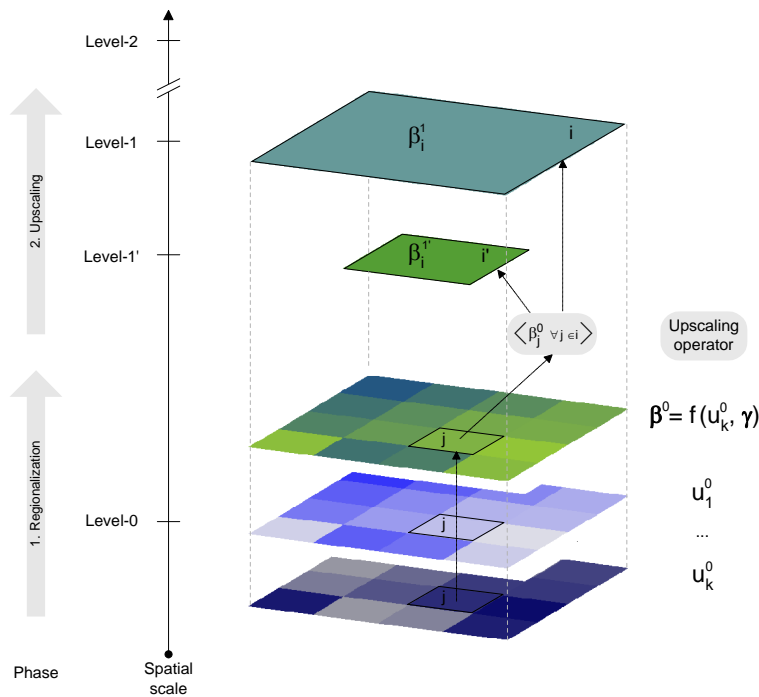 Level-2
Level-1
β_i^1
i
2. Upscaling
Level-1'
β_i^1'
i'
⟨β_j^0 ∀ j ∈ i⟩
Upscaling
operator
j
β^0 = f(u_k^0, γ)
1. Regionalization
Level-0
j
u_1^0
...
j
u_k^0
Phase
Spatial
scale